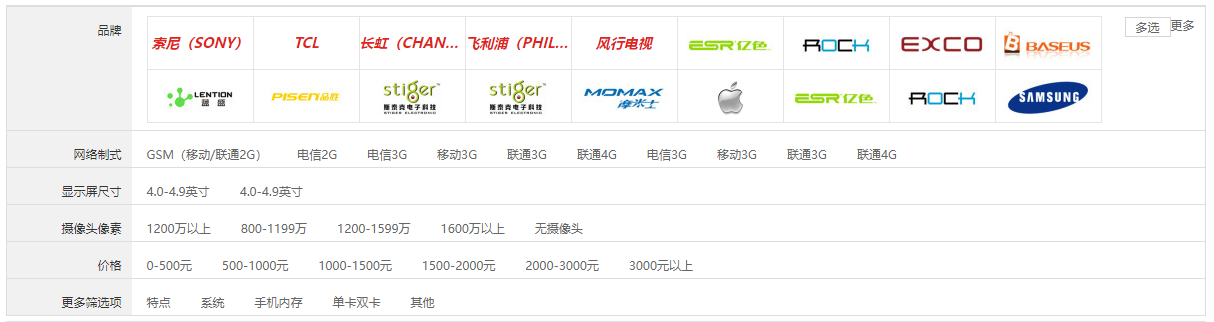 品牌 索尼（SONY） TCL 长虹（CHAN... 飞利浦（PHIL... 风行电视 ESR亿色 ROCK EXCO BASEUS 多选 更多
LENTION 蓝盛 PISEN品胜 stiger 斯泰克电子科技 STIGER ELECTRONIC stiger 斯泰克电子科技 STIGER ELECTRONIC MOMAX 摩米士 ESR亿色 ROCK SAMSUNG
网络制式 GSM（移动/联通2G） 电信2G 电信3G 移动3G 联通3G 联通4G 电信3G 移动3G 联通3G 联通4G
显示屏尺寸 4.0-4.9英寸 4.0-4.9英寸
摄像头像素 1200万以上 800-1199万 1200-1599万 1600万以上 无摄像头
价格 0-500元 500-1000元 1000-1500元 1500-2000元 2000-3000元 3000元以上
更多筛选项 特点 系统 手机内存 单卡双卡 其他